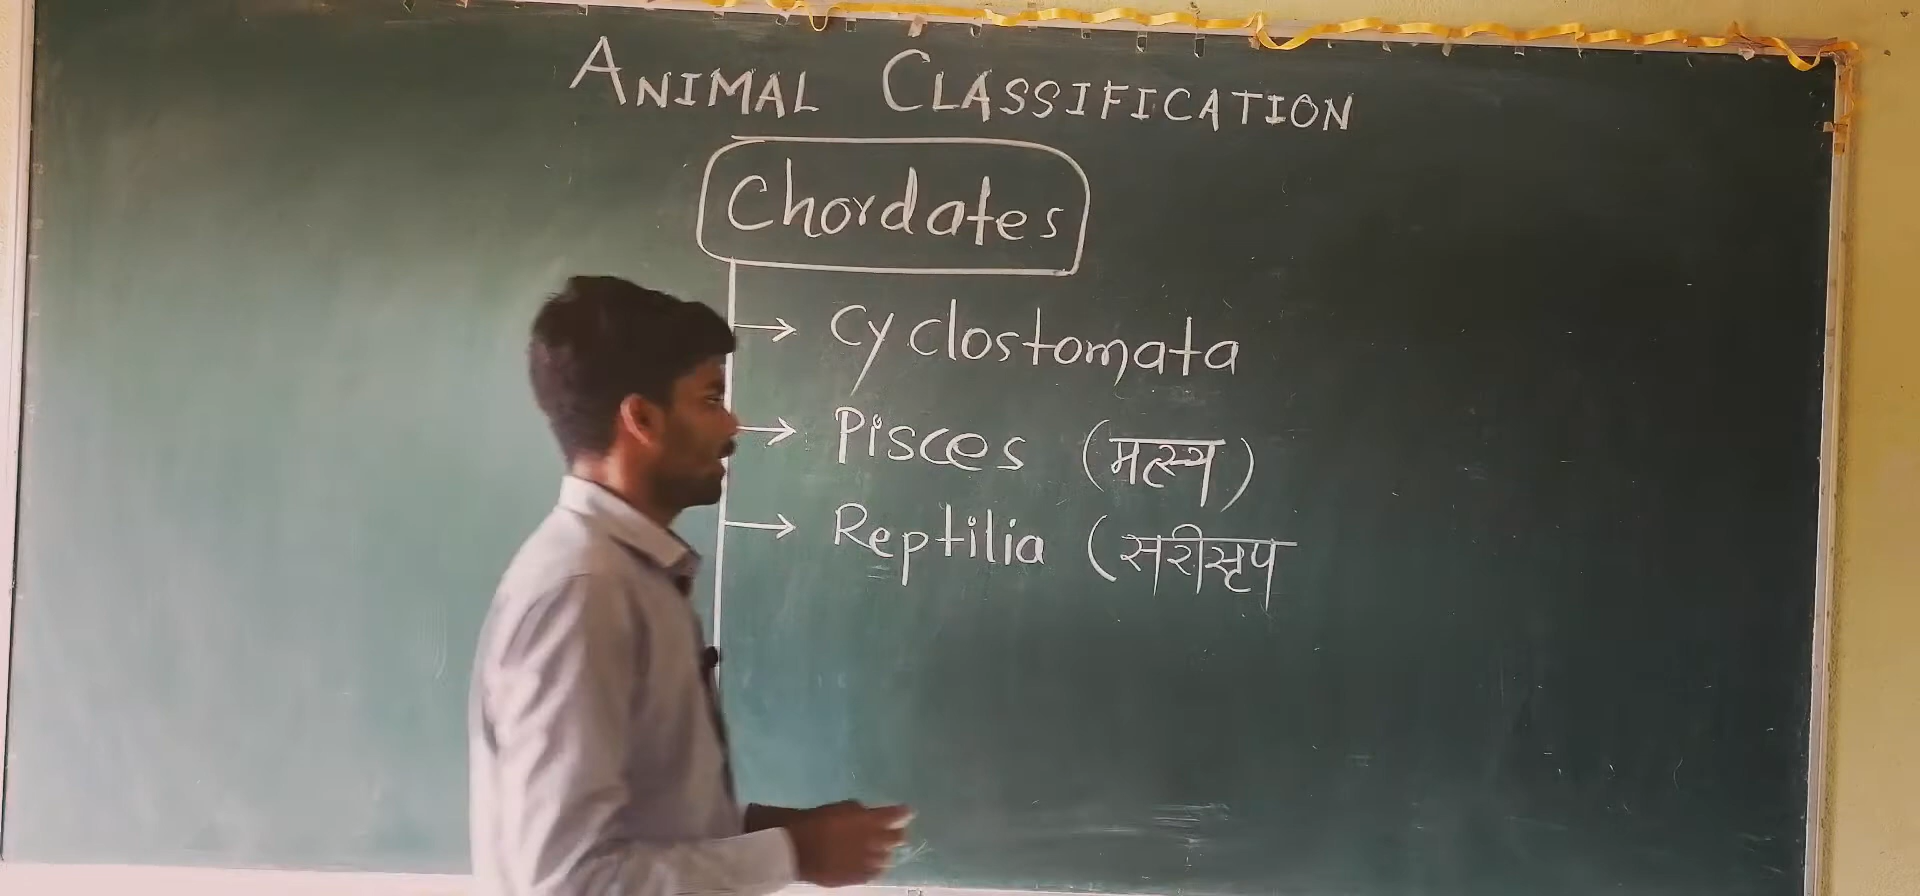 ANIMAL CLASSIFICATION
Chordates
→ Cyclostomata
→ Pisces (मत्स्य)
→ Reptilia (सरीसृप